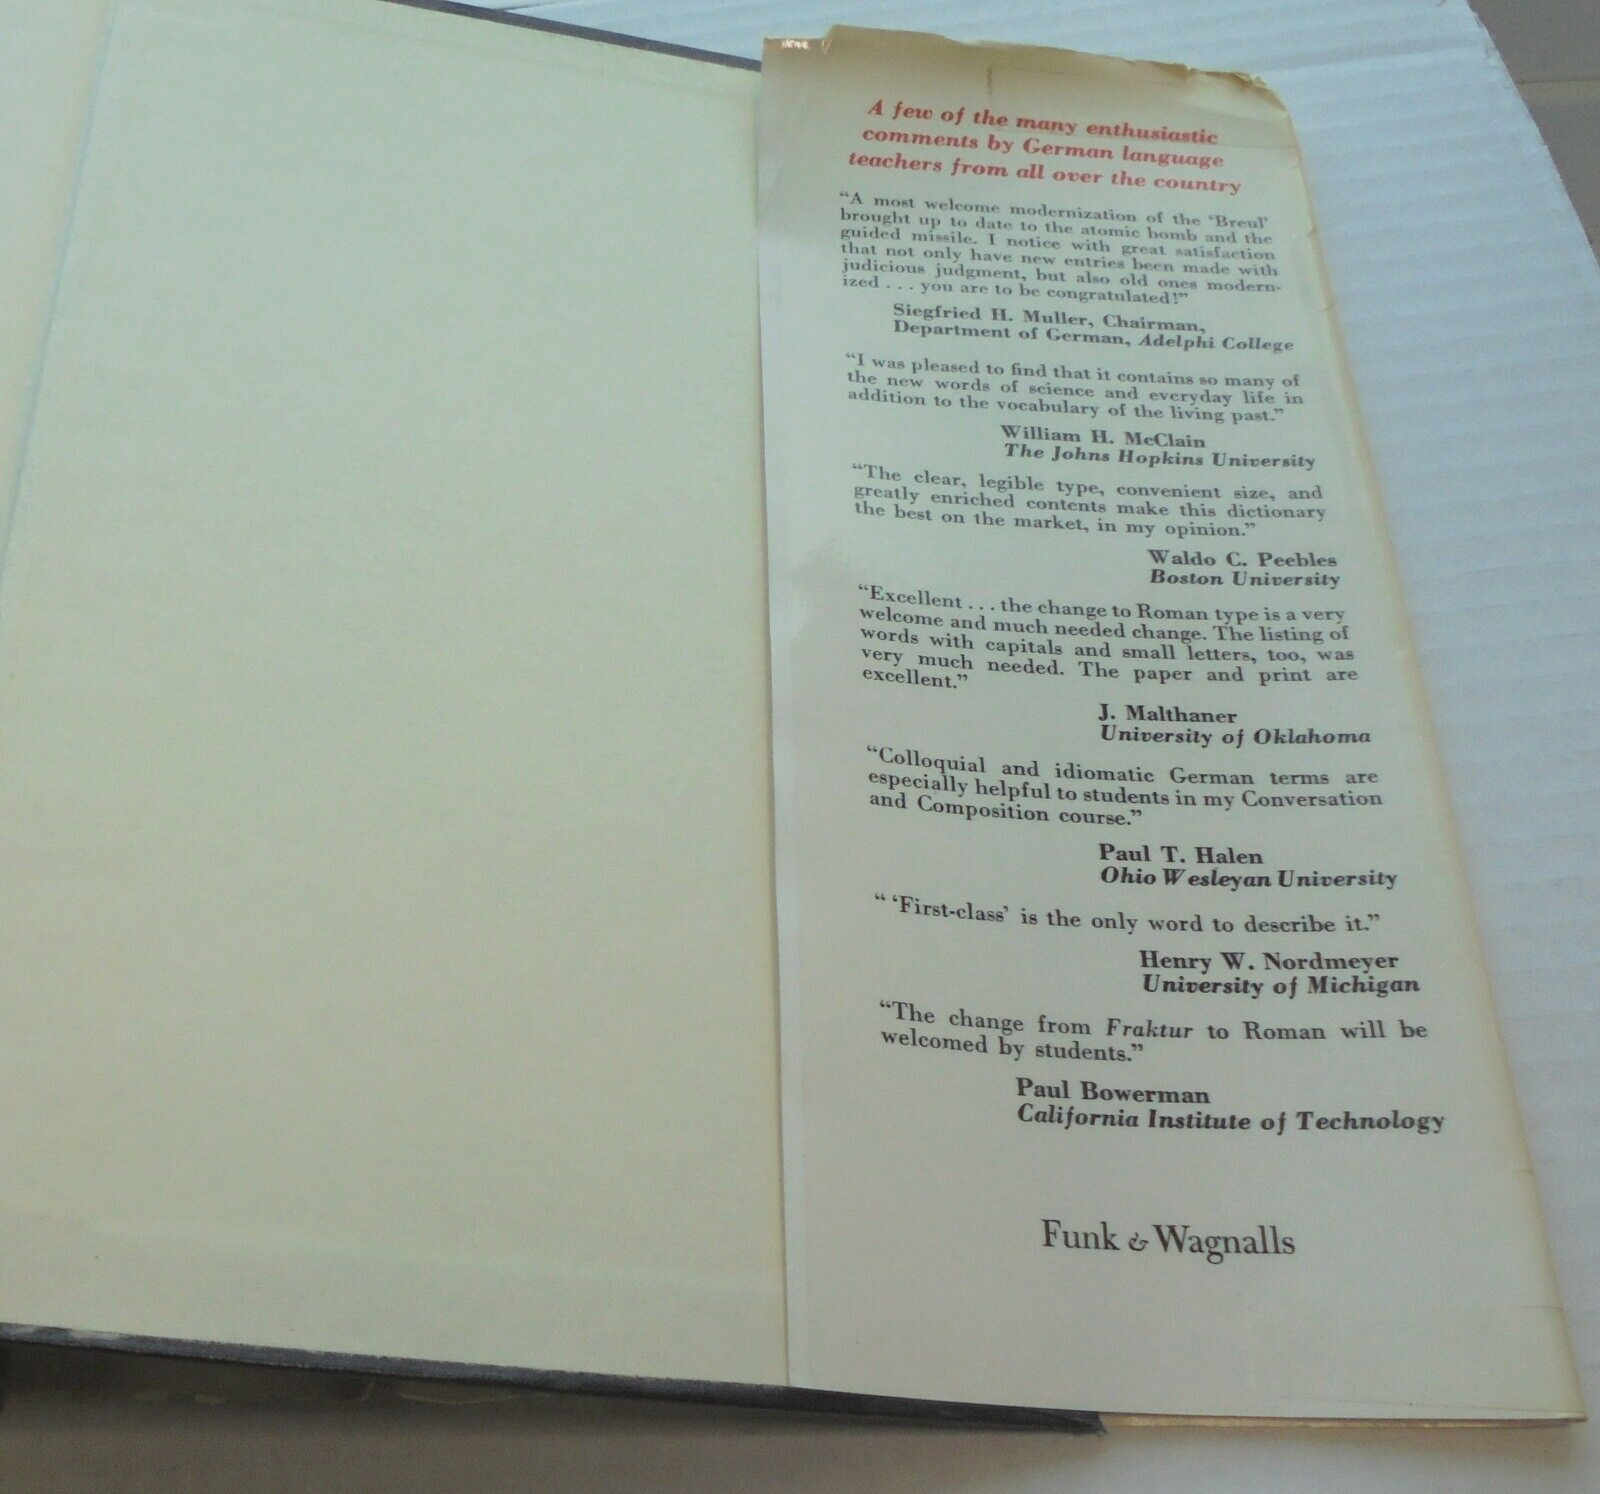 A few of the many enthusiastic
comments by German language
teachers from all over the country
“A most welcome modernization of the ‘Breul’
brought up to date to the atomic bomb and the
guided missile. I notice with great satisfaction
that not only have new entries been made with
judicious judgment, but also old ones modern-
ized . . . you are to be congratulated!”
Siegfried H. Muller, Chairman,
Department of German, Adelphi College
“I was pleased to find that it contains so many of
the new words of science and everyday life in
addition to the vocabulary of the living past.”
William H. McClain
The Johns Hopkins University
“The clear, legible type, convenient size, and
greatly enriched contents make this dictionary
the best on the market, in my opinion.”
Waldo C. Peebles
Boston University
“Excellent . . . the change to Roman type is a very
welcome and much needed change. The listing of
words with capitals and small letters, too, was
very much needed. The paper and print are
excellent.”
J. Malthaner
University of Oklahoma
“Colloquial and idiomatic German terms are
especially helpful to students in my Conversation
and Composition course.”
Paul T. Halen
Ohio Wesleyan University
“ ‘First-class’ is the only word to describe it.”
Henry W. Nordmeyer
University of Michigan
“The change from Fraktur to Roman will be
welcomed by students.”
Paul Bowerman
California Institute of Technology
Funk & Wagnalls